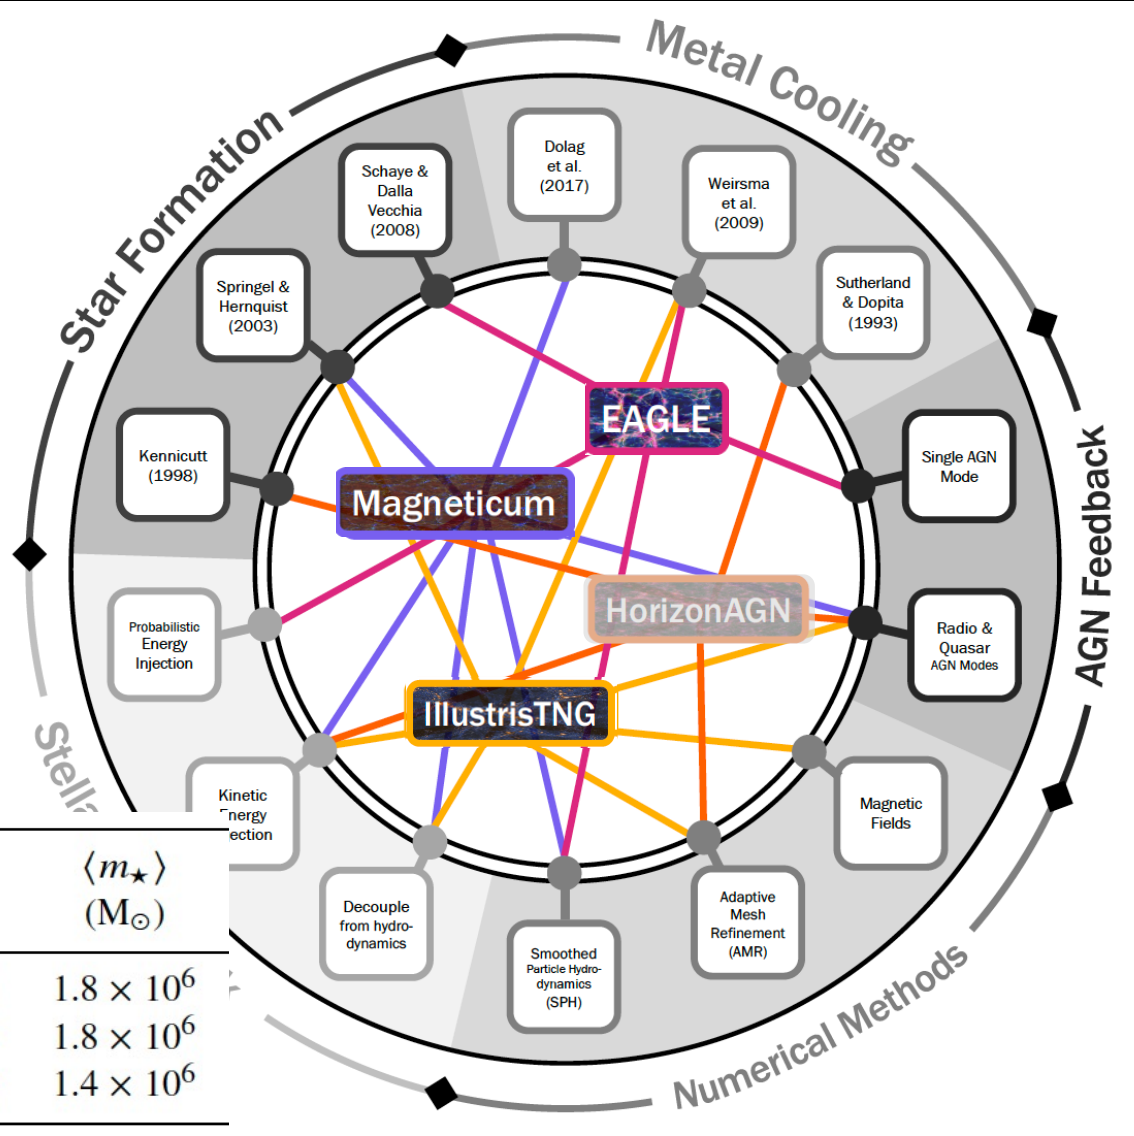 Metal Cooling
Star Formation
Dolag
et al.
(2017)
Schaye &
Dalla
Vecchia
(2008)
Weirsma
et al.
(2009)
Springel &
Hernquist
(2003)
Sutherland
& Dopita
(1993)
EAGLE
Kennicutt
(1998)
Single AGN
Mode
AGN Feedback
Magneticum
HorizonAGN
Probabilistic
Energy
Injection
Radio &
Quasar
AGN Modes
IllustrisTNG
Kinetic
Magnetic
Fields
Decouple
from hydro-
dynamics
Adaptive
Mesh
Refinement
(AMR)
Smoothed
Particle Hydro-
dynamics
(SPH)
Numerical Methods
⟨m★⟩
(M⊙)
1.8 × 10⁶
1.8 × 10⁶
1.4 × 10⁶